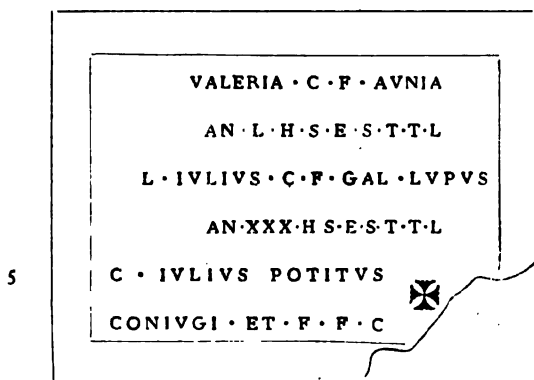 VALERIA · C · F · AVNIA
AN · L · H · S · E · S · T · T · L
L · IVLIVS · C · F · GAL · LVPVS
AN · XXX · H S · E · S · T · T · L
5 C · IVLIVS POTITVS
CONIVGI · ET · F · F · C